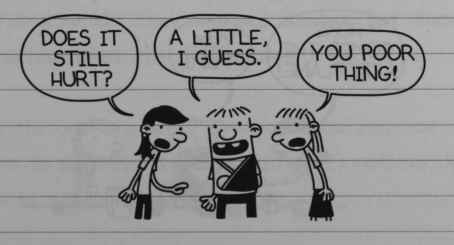 DOES IT
STILL
HURT?
A LITTLE,
I GUESS.
YOU POOR
THING!